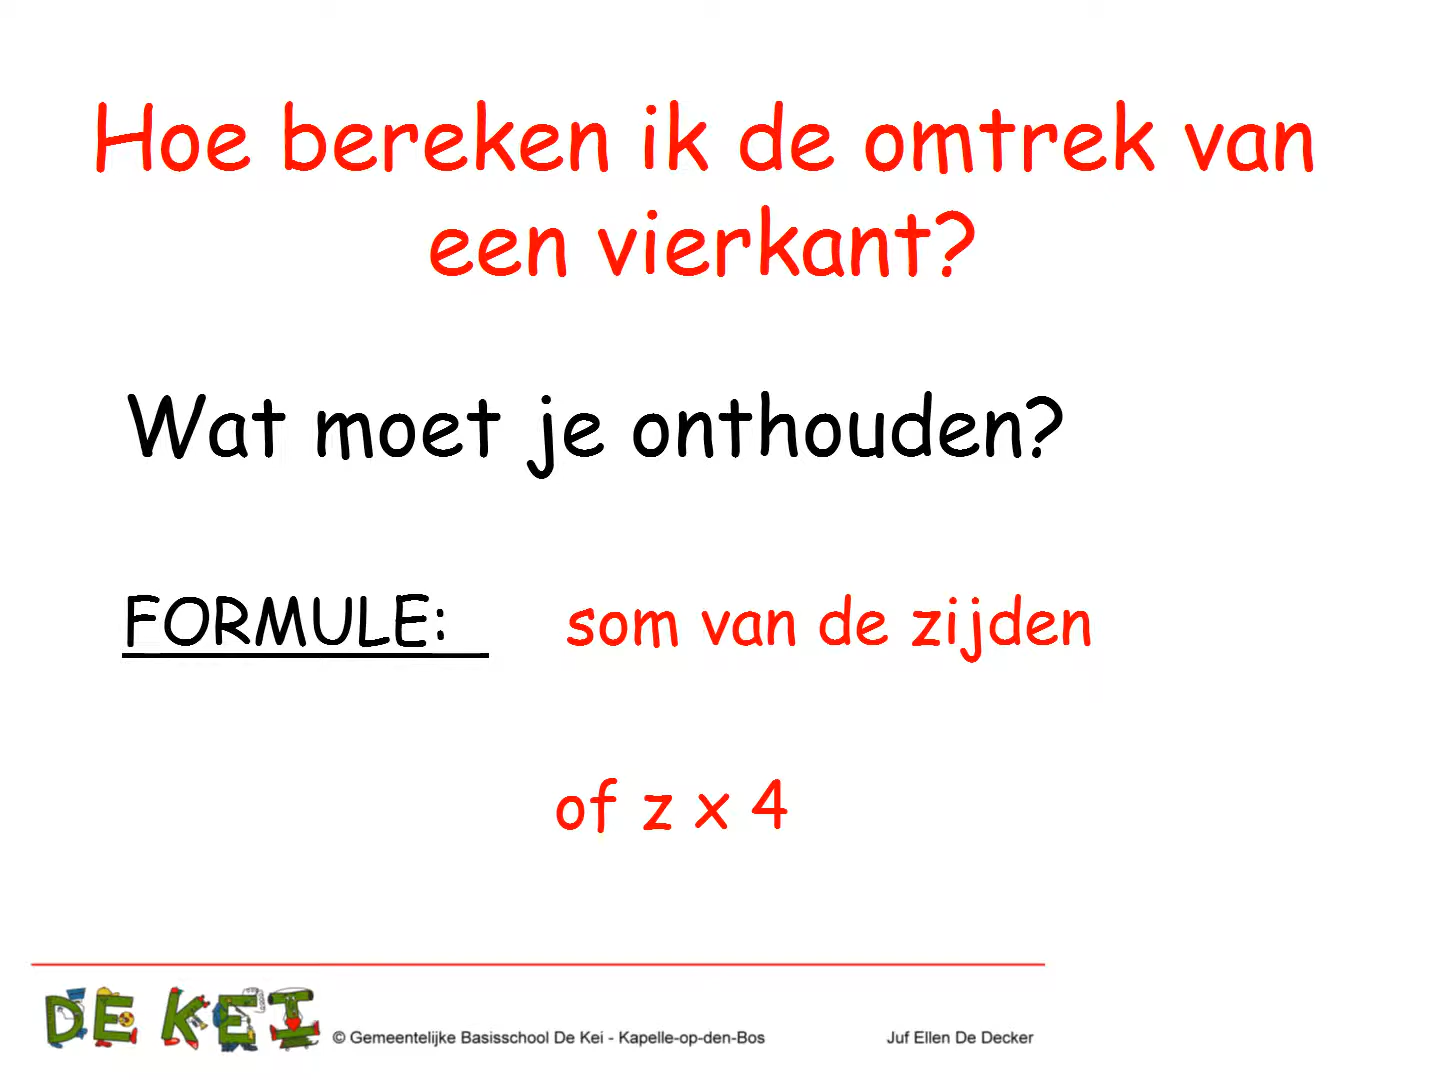 Hoe bereken ik de omtrek van
een vierkant?
Wat moet je onthouden?
FORMULE: som van de zijden
of z x 4
DE KEI © Gemeentelijke Basisschool De Kei - Kapelle-op-den-Bos Juf Ellen De Decker